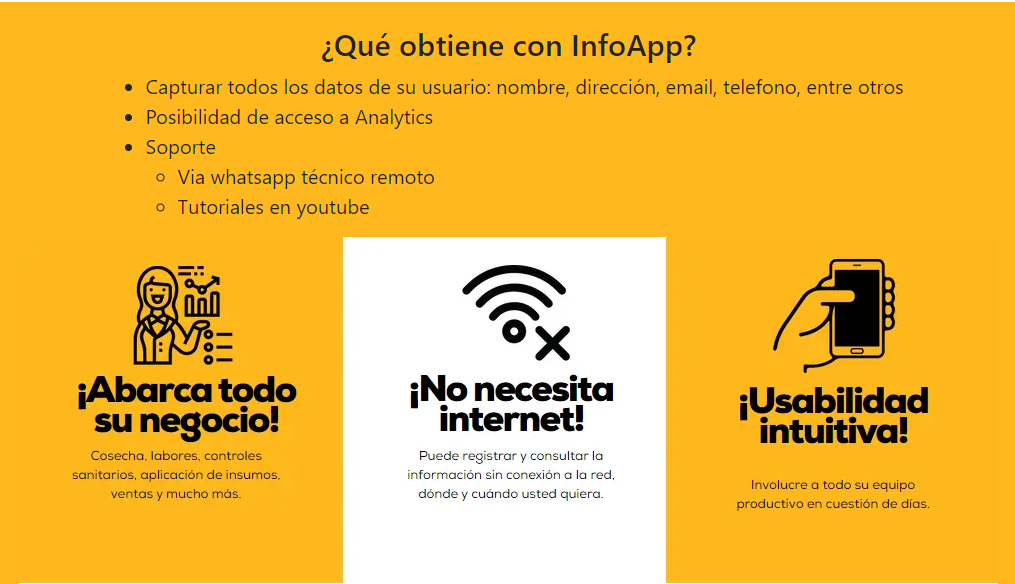 ¿Qué obtiene con InfoApp?
Capturar todos los datos de su usuario: nombre, dirección, email, telefono, entre otros
Posibilidad de acceso a Analytics
Soporte
Via whatsapp técnico remoto
Tutoriales en youtube
¡Abarca todo
su negocio!
Cosecha, labores, controles
sanitarios, aplicación de insumos,
ventas y mucho más.
¡No necesita
internet!
Puede registrar y consultar la
información sin conexión a la red,
dónde y cuándo usted quiera.
¡Usabilidad
intuitiva!
Involucre a todo su equipo
productivo en cuestión de días.